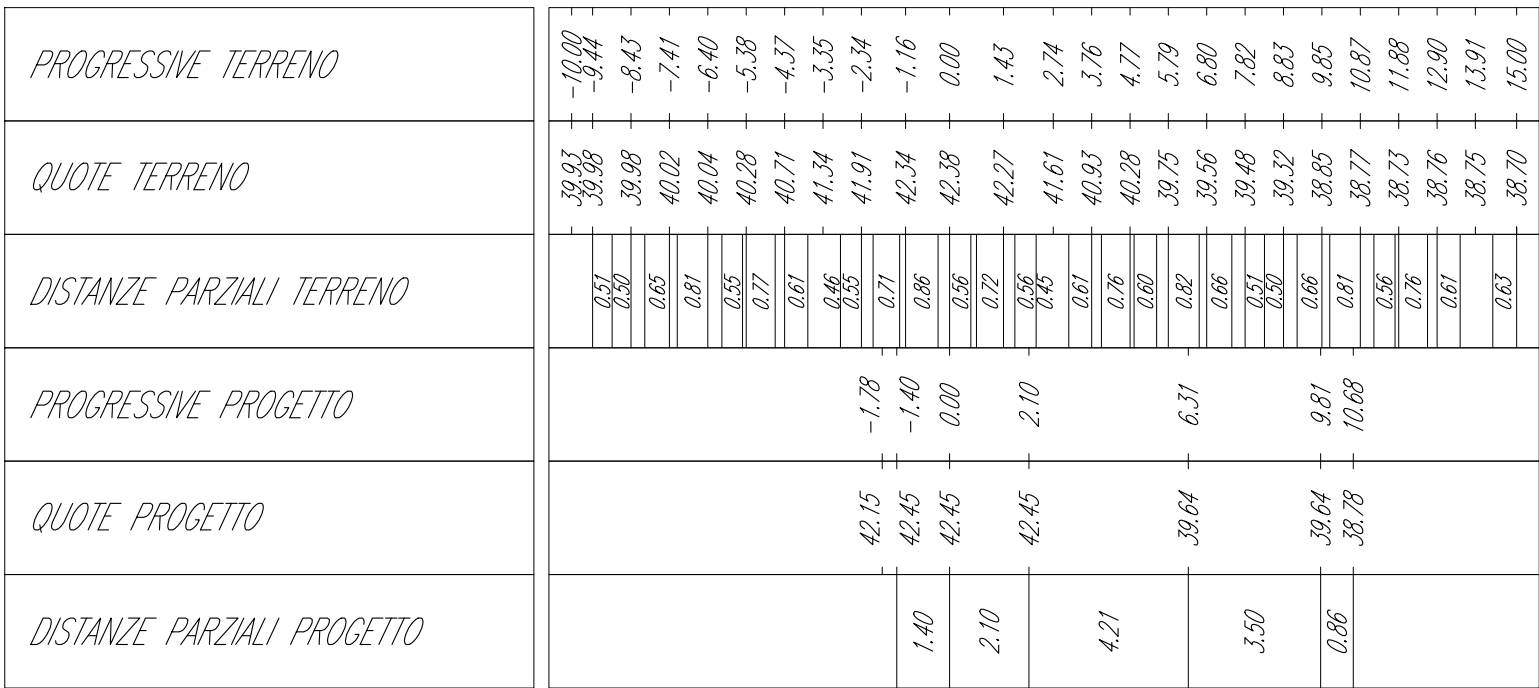 PROGRESSIVE TERRENO -10.00 -9.44 -8.43 -7.41 -6.40 -5.38 -4.37 -3.35 -2.34 -1.16 0.00 1.43 2.74 3.76 4.77 5.79 6.80 7.82 8.83 9.85 10.87 11.88 12.90 13.91 15.00
QUOTE TERRENO 39.93 39.98 39.98 40.02 40.04 40.28 40.71 41.34 41.91 42.34 42.38 42.27 41.61 40.93 40.28 39.75 39.56 39.48 39.32 38.85 38.77 38.73 38.76 38.75 38.70
DISTANZE PARZIALI TERRENO 0.51 0.50 0.65 0.81 0.55 0.77 0.61 0.46 0.55 0.71 0.86 0.56 0.72 0.56 0.45 0.61 0.76 0.60 0.82 0.66 0.51 0.50 0.66 0.81 0.56 0.76 0.61 0.63
PROGRESSIVE PROGETTO -1.78 -1.40 0.00 2.10 6.31 9.81 10.68
QUOTE PROGETTO 42.15 42.45 42.45 42.45 39.64 39.64 38.78
DISTANZE PARZIALI PROGETTO 1.40 2.10 4.21 3.50 0.86